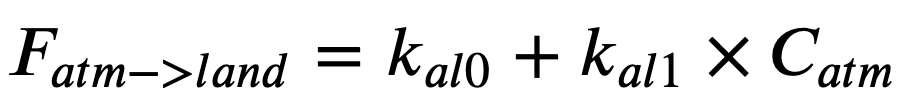 F_{atm->land} = k_{al0} + k_{al1} × C_{atm}